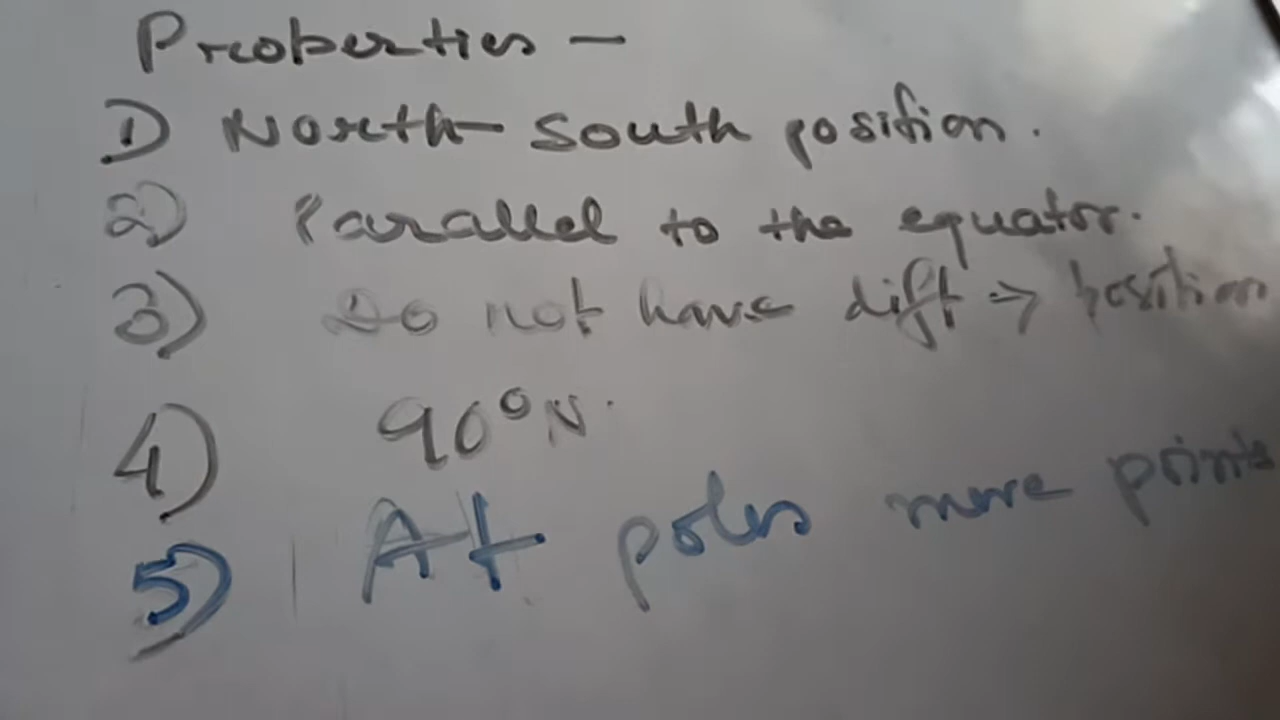 Properties —
1) North-South position.
2) Parallel to the equator.
3) Do not have diff → position
4) 90°N.
5) At poles more points